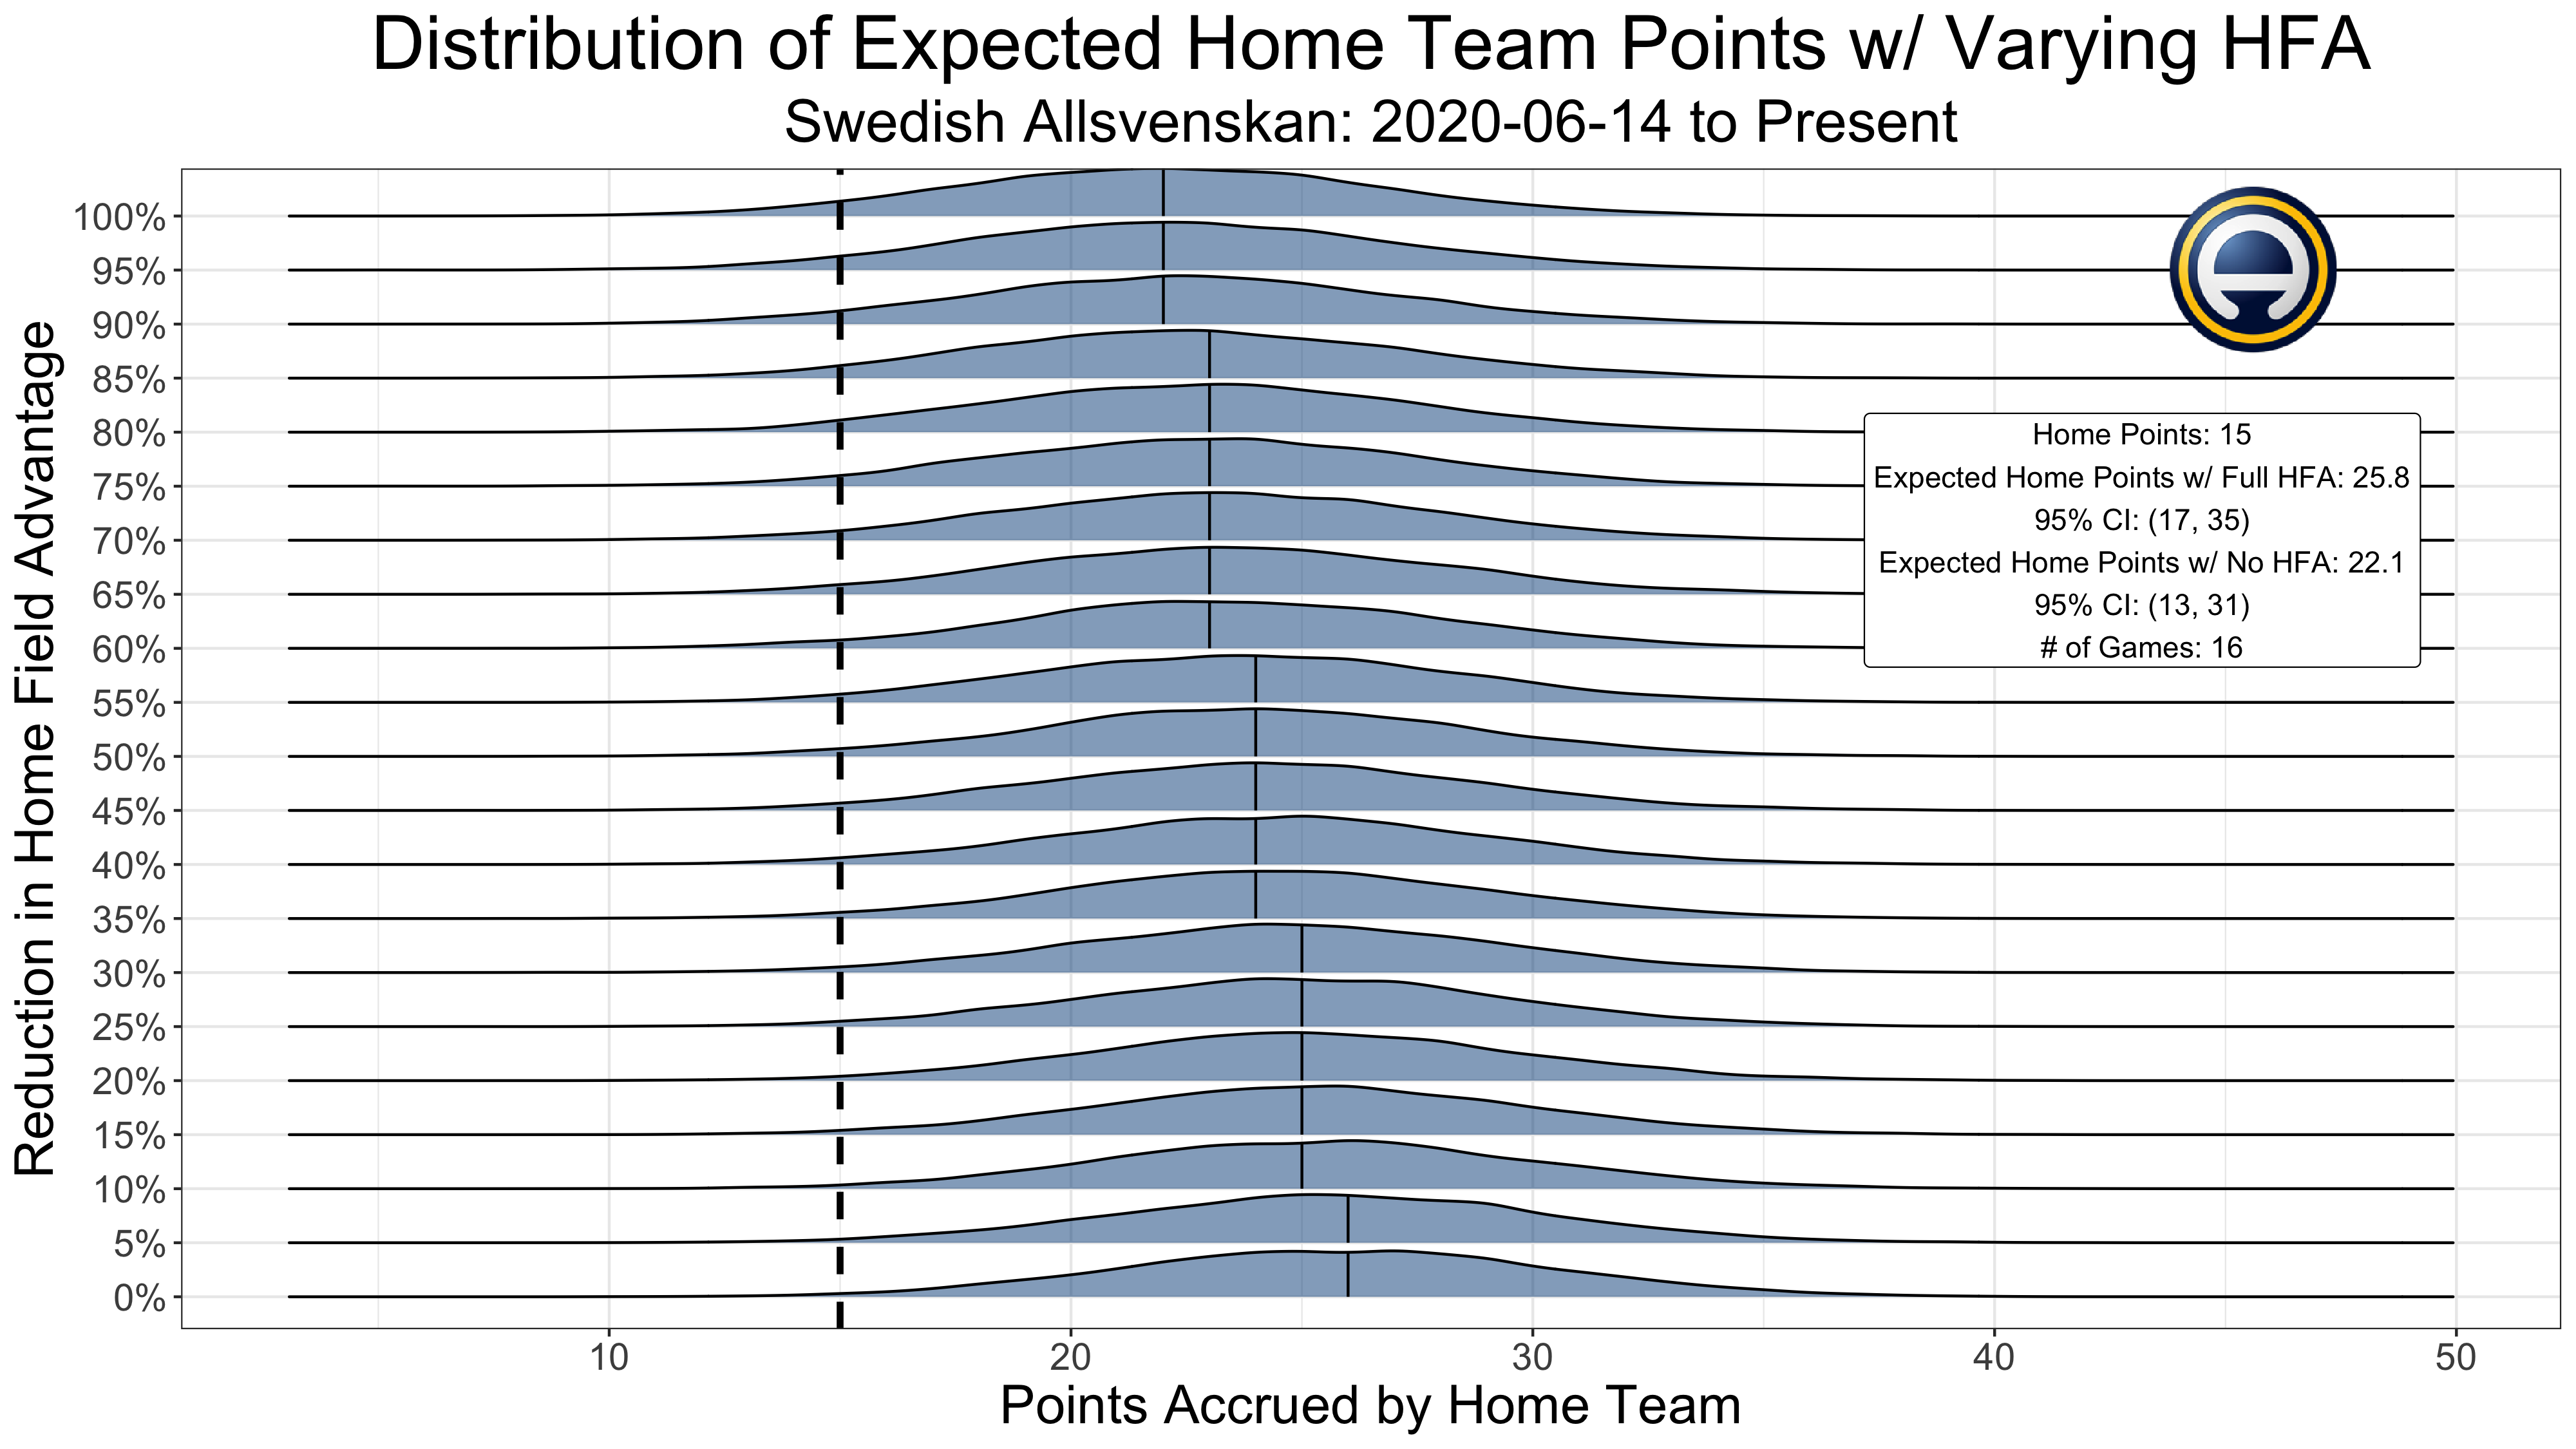 Distribution of Expected Home Team Points w/ Varying HFA
Swedish Allsvenskan: 2020-06-14 to Present
Reduction in Home Field Advantage
100%
95%
90%
85%
80%
75%
70%
65%
60%
55%
50%
45%
40%
35%
30%
25%
20%
15%
10%
5%
0%
Home Points: 15
Expected Home Points w/ Full HFA: 25.8
95% CI: (17, 35)
Expected Home Points w/ No HFA: 22.1
95% CI: (13, 31)
# of Games: 16
10 20 30 40 50
Points Accrued by Home Team